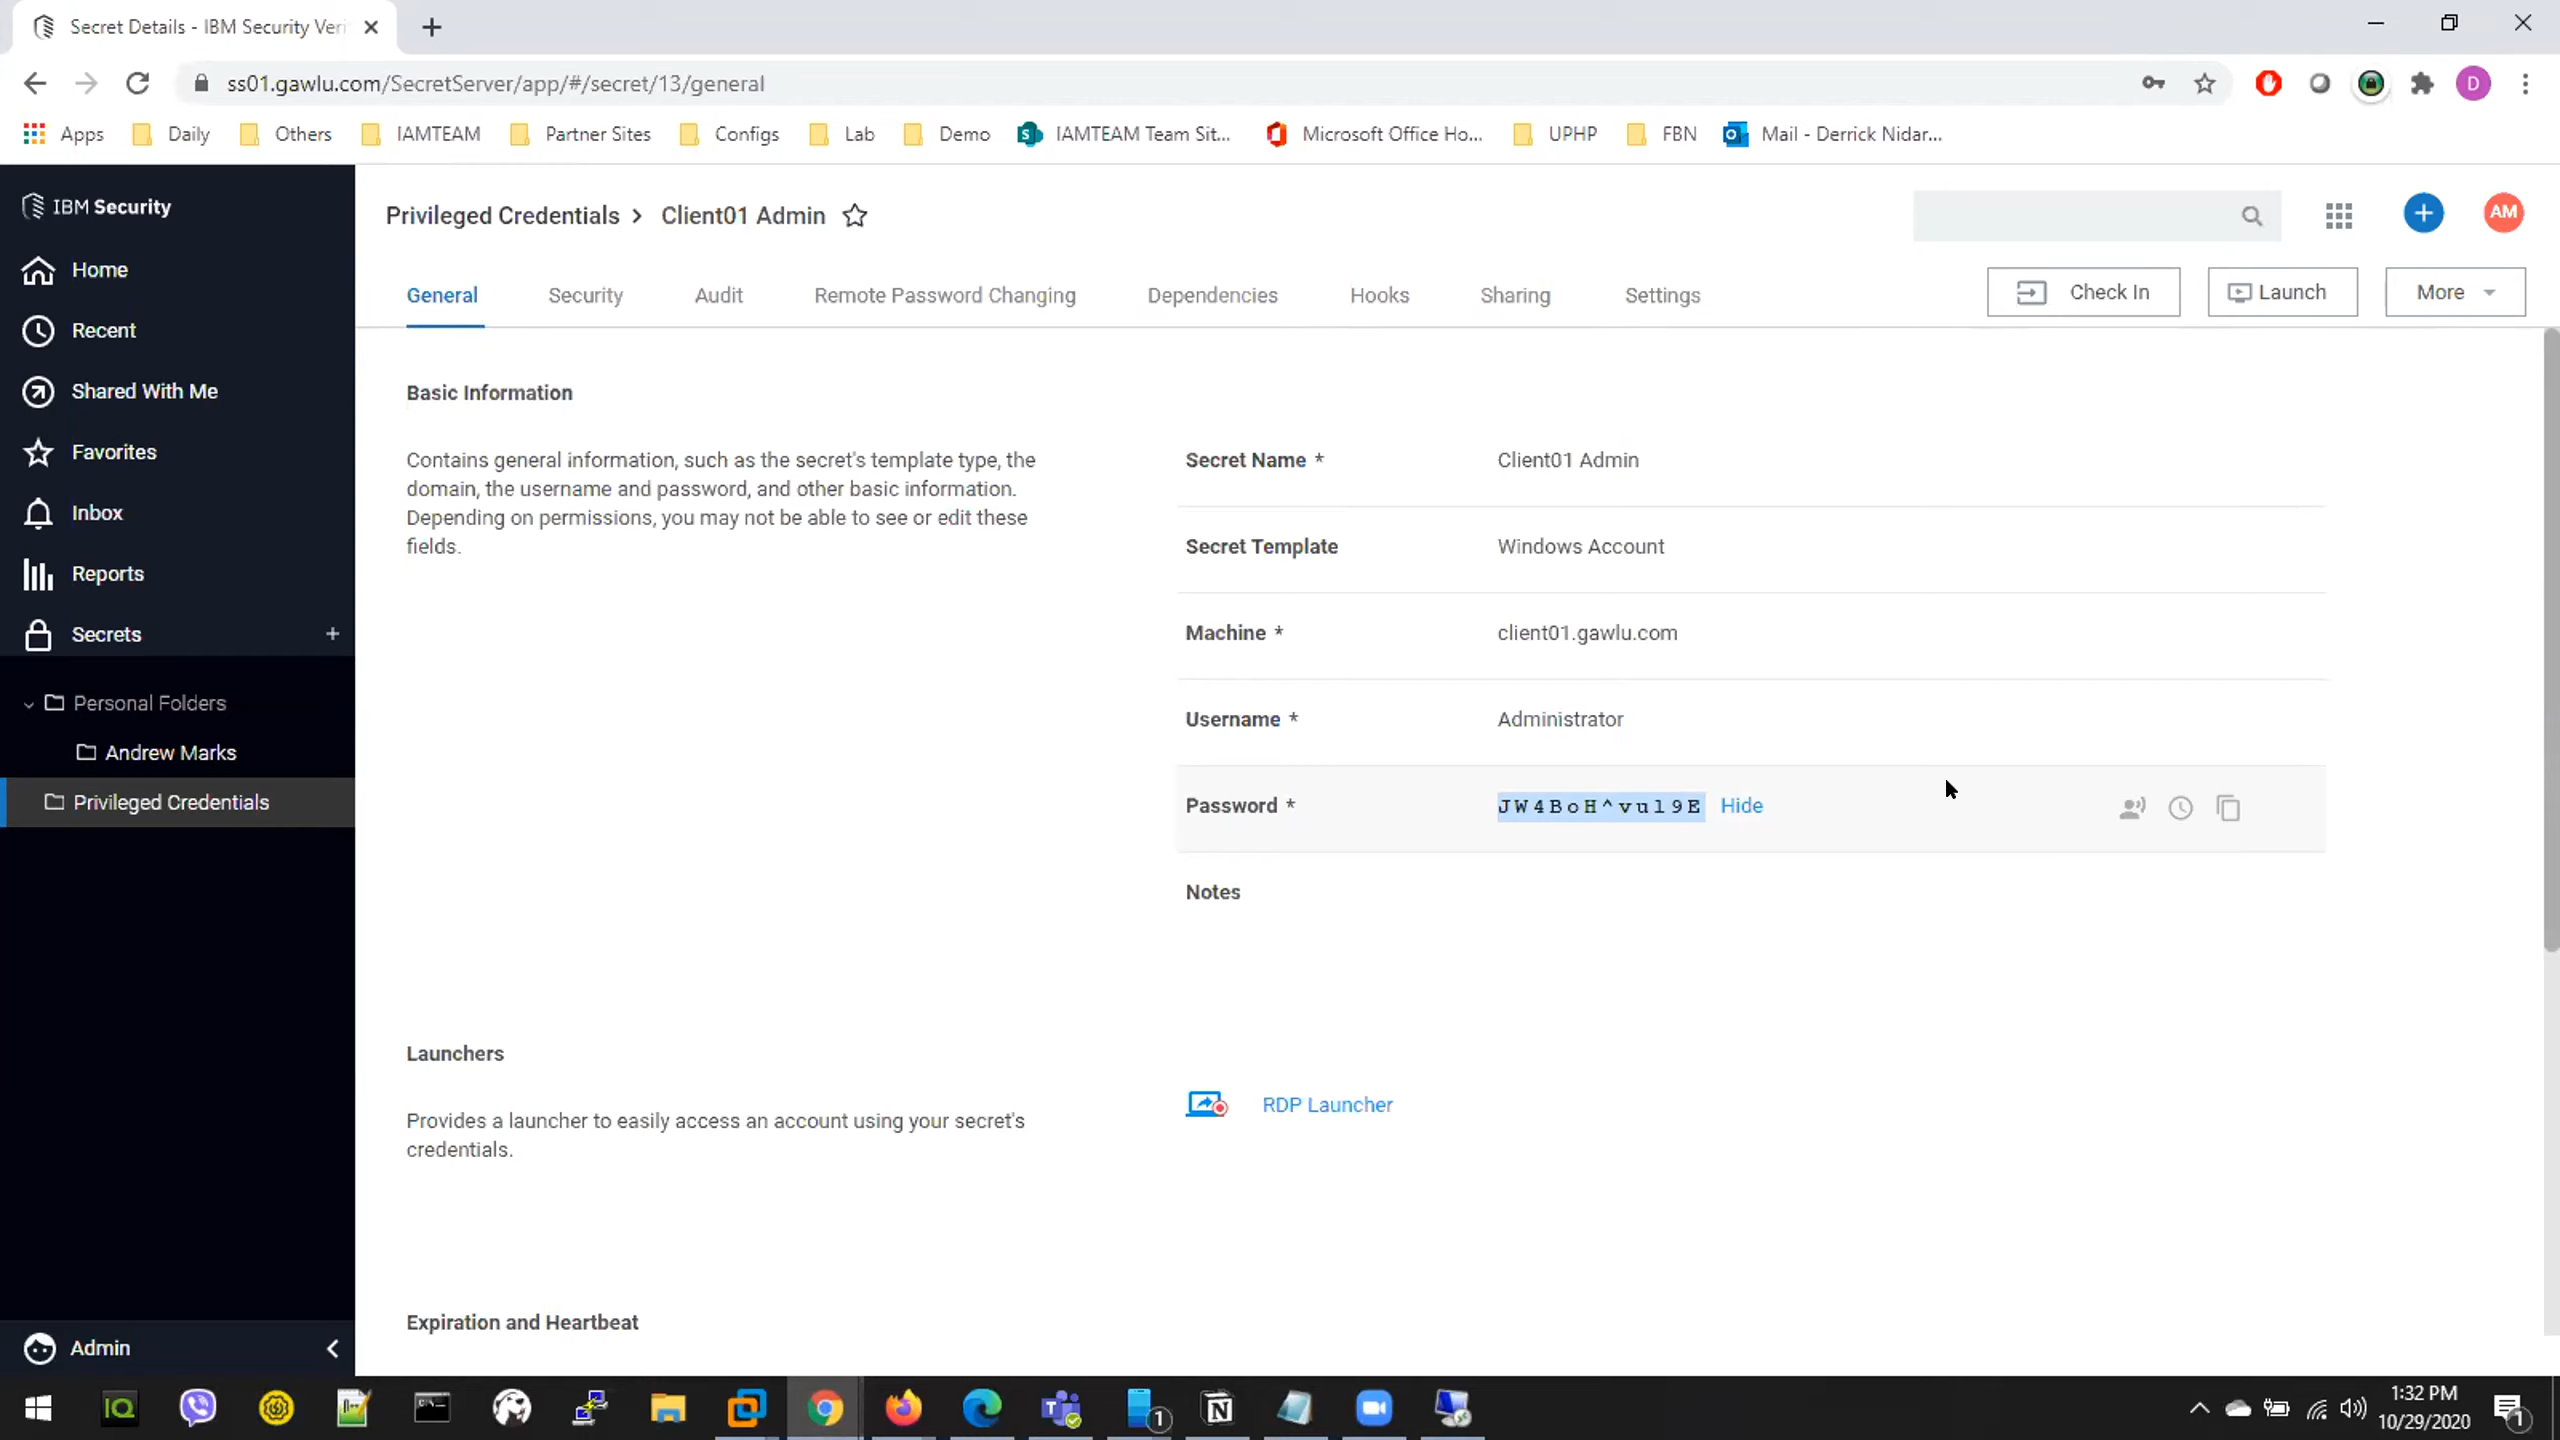 Secret Details - IBM Security Veri
ss01.gawlu.com/SecretServer/app/#/secret/13/general
D
Apps
Daily
Others
IAMTEAM
Partner Sites
Configs
Lab
Demo
IAMTEAM Team Sit...
Microsoft Office Ho...
UPHP
FBN
Mail - Derrick Nidar...
IBM Security
Home
Recent
Shared With Me
Favorites
Inbox
Reports
Secrets +
Personal Folders
Andrew Marks
Privileged Credentials
Admin
Privileged Credentials > Client01 Admin
AM
General
Security
Audit
Remote Password Changing
Dependencies
Hooks
Sharing
Settings
Check In
Launch
More
Basic Information
Contains general information, such as the secret's template type, the
domain, the username and password, and other basic information.
Depending on permissions, you may not be able to see or edit these
fields.
Secret Name * Client01 Admin
Secret Template Windows Account
Machine * client01.gawlu.com
Username * Administrator
Password * JW4BoH^vul9E Hide
Notes
Launchers
Provides a launcher to easily access an account using your secret's
credentials.
RDP Launcher
Expiration and Heartbeat
IQ
1
1:32 PM
10/29/2020
1